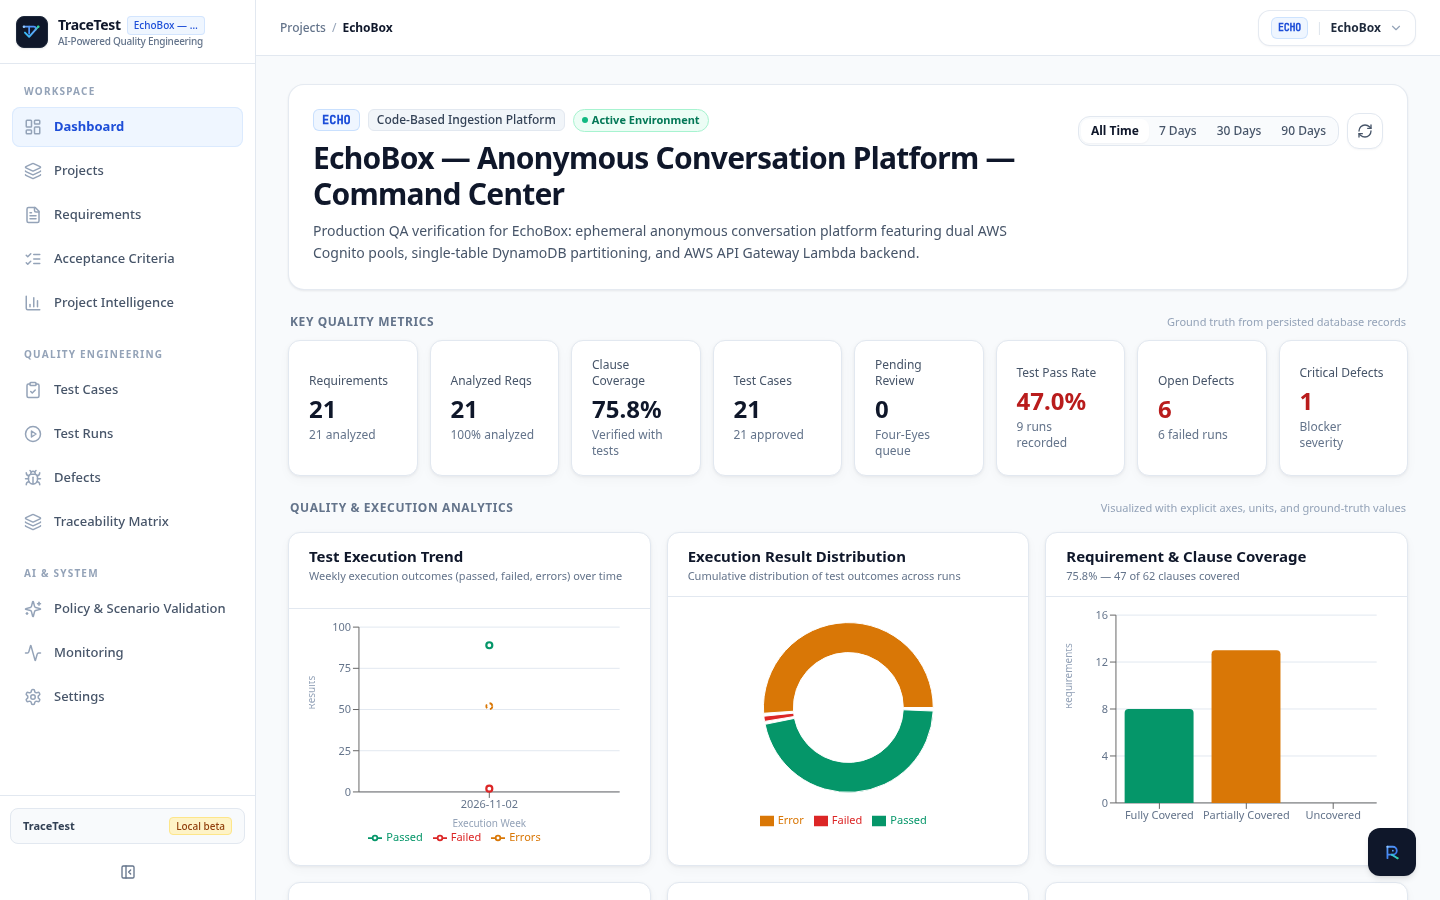 TraceTest
EchoBox — ...
AI-Powered Quality Engineering
WORKSPACE
Dashboard
Projects
Requirements
Acceptance Criteria
Project Intelligence
QUALITY ENGINEERING
Test Cases
Test Runs
Defects
Traceability Matrix
AI & SYSTEM
Policy & Scenario Validation
Monitoring
Settings
TraceTest
Local beta
Projects / EchoBox
ECHO EchoBox
ECHO Code-Based Ingestion Platform Active Environment
All Time 7 Days 30 Days 90 Days
EchoBox — Anonymous Conversation Platform —
Command Center
Production QA verification for EchoBox: ephemeral anonymous conversation platform featuring dual AWS
Cognito pools, single-table DynamoDB partitioning, and AWS API Gateway Lambda backend.
KEY QUALITY METRICS
Ground truth from persisted database records
Requirements
21
21 analyzed
Analyzed Reqs
21
100% analyzed
Clause
Coverage
75.8%
Verified with
tests
Test Cases
21
21 approved
Pending
Review
0
Four-Eyes
queue
Test Pass Rate
47.0%
9 runs
recorded
Open Defects
6
6 failed runs
Critical Defects
1
Blocker
severity
QUALITY & EXECUTION ANALYTICS
Visualized with explicit axes, units, and ground-truth values
Test Execution Trend
Weekly execution outcomes (passed, failed, errors) over time
100
75
50
25
0
Results
2026-11-02
Execution Week
Passed Failed Errors
Execution Result Distribution
Cumulative distribution of test outcomes across runs
Error Failed Passed
Requirement & Clause Coverage
75.8% — 47 of 62 clauses covered
16
12
8
4
0
Requirements
Fully Covered Partially Covered Uncovered